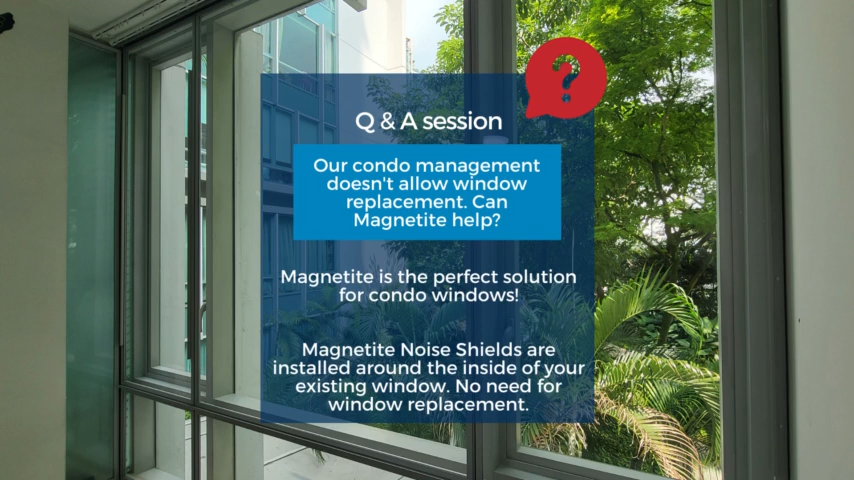 Q & A session
Our condo management
doesn't allow window
replacement. Can
Magnetite help?
Magnetite is the perfect solution
for condo windows!
Magnetite Noise Shields are
installed around the inside of your
existing window. No need for
window replacement.